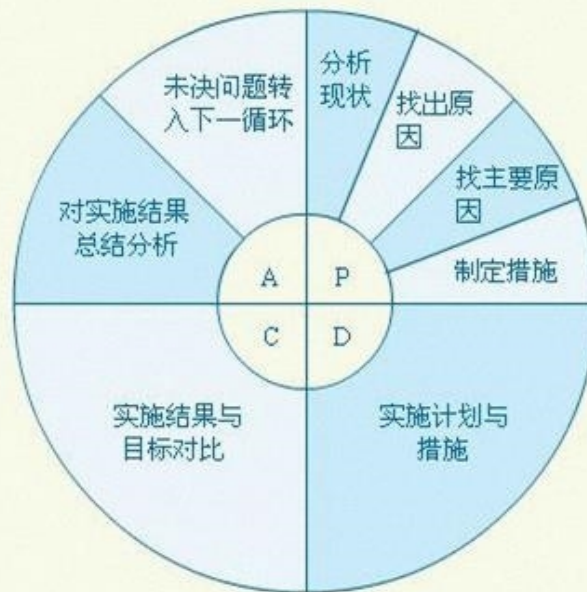 未决问题转
入下一循环
分析
现状
找出原
因
找主要原
因
制定措施
对实施结果
总结分析
A
P
C
D
实施结果与
目标对比
实施计划与
措施